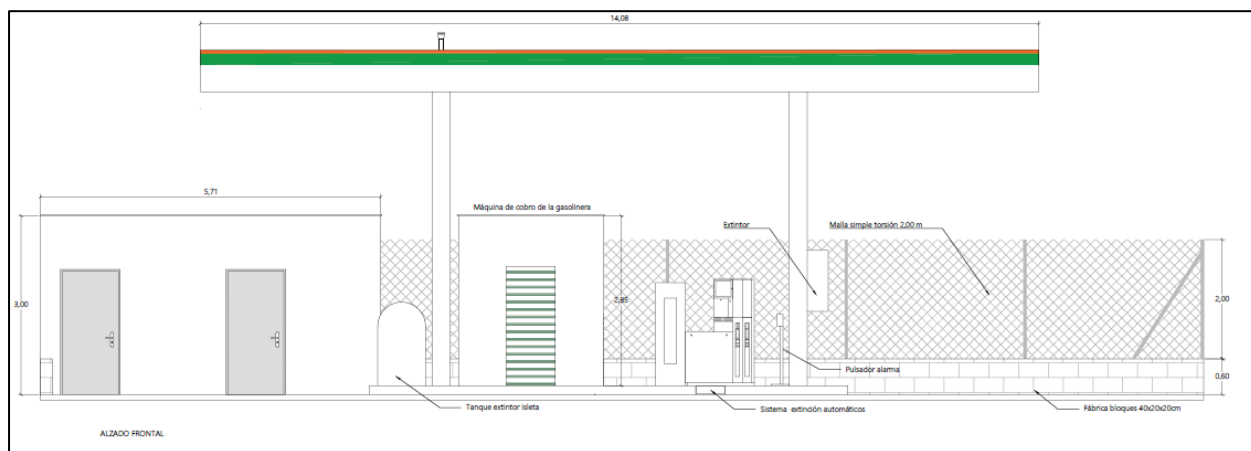 14,08
5,71
Máquina de cobro de la gasolinera
Extintor
Malla simple torsión 2,00 m
3,00
2,85
2,00
Pulsador alarma
0,60
Tanque extintor isleta
Sistema extinción automáticos
Fábrica bloques 40x20x20cm
ALZADO FRONTAL